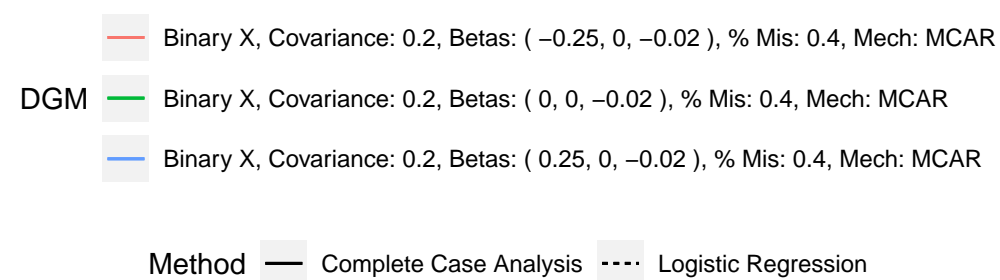 Binary X, Covariance: 0.2, Betas: ( −0.25, 0, −0.02 ), % Mis: 0.4, Mech: MCAR
DGM Binary X, Covariance: 0.2, Betas: ( 0, 0, −0.02 ), % Mis: 0.4, Mech: MCAR
Binary X, Covariance: 0.2, Betas: ( 0.25, 0, −0.02 ), % Mis: 0.4, Mech: MCAR
Method Complete Case Analysis Logistic Regression